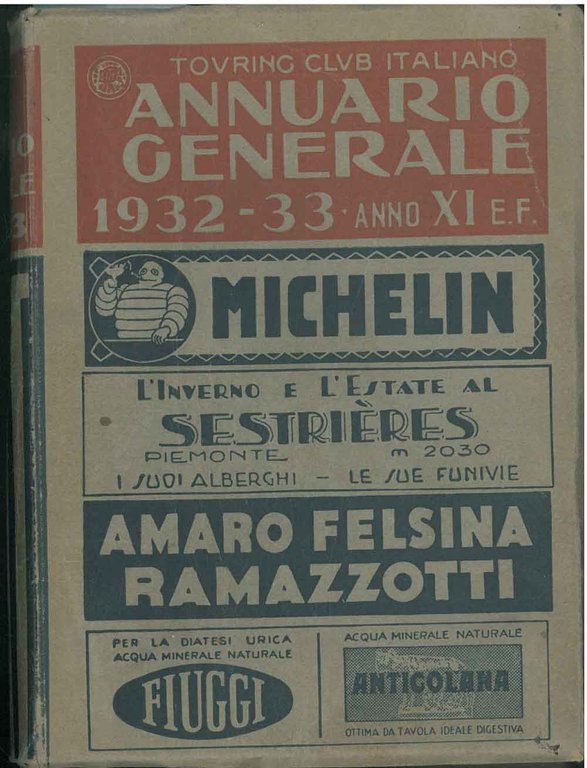 TOVRING CLVB ITALIANO
ANNUARIO
GENERALE
1932-33·ANNO XI E.F.
MICHELIN
L'INVERNO E L'ESTATE AL
SESTRIÈRES
PIEMONTE m 2030
I SUOI ALBERGHI – LE SUE FUNIVIE
AMARO FELSINA
RAMAZZOTTI
PER LA DIATESI URICA
ACQUA MINERALE NATURALE
FIUGGI
ACQUA MINERALE NATURALE
ANTICOLANA
OTTIMA DA TAVOLA IDEALE DIGESTIVA